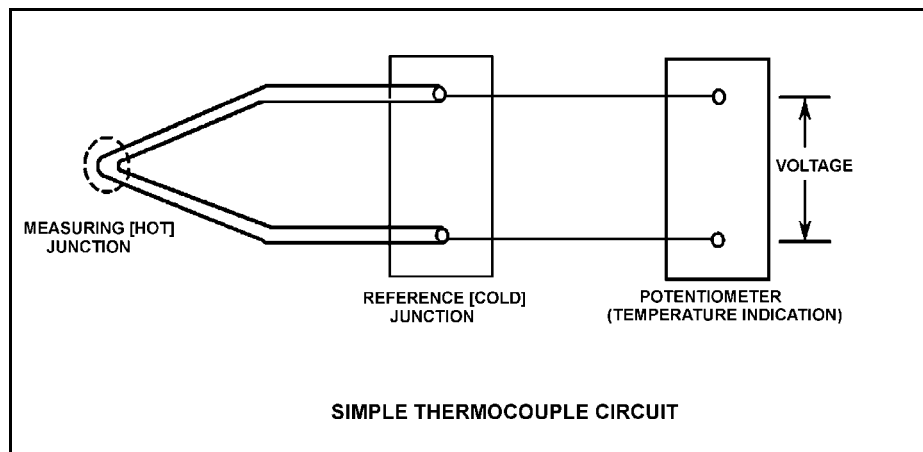 VOLTAGE
MEASURING [HOT]
JUNCTION
REFERENCE [COLD]
JUNCTION
POTENTIOMETER
(TEMPERATURE INDICATION)
SIMPLE THERMOCOUPLE CIRCUIT